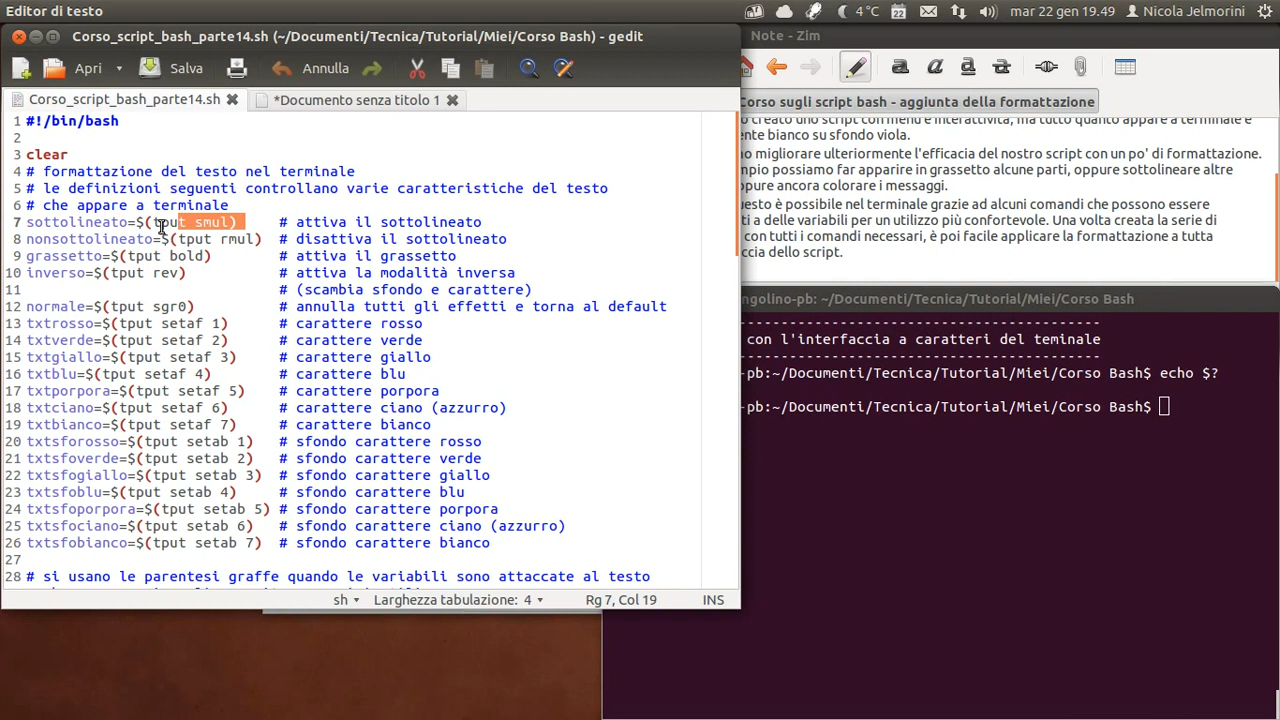 Editor di testo
4 °C
22
mar 22 gen 19.49
Nicola Jelmorini
Corso_script_bash_parte14.sh (~/Documenti/Tecnica/Tutorial/Miei/Corso Bash) - gedit
Apri
Salva
Annulla
Corso_script_bash_parte14.sh
*Documento senza titolo 1
1 #!/bin/bash
2
3 clear
4 # formattazione del testo nel terminale
5 # le definizioni seguenti controllano varie caratteristiche del testo
6 # che appare a terminale
7 sottolineato=$(tput smul) # attiva il sottolineato
8 nonsottolineato=$(tput rmul) # disattiva il sottolineato
9 grassetto=$(tput bold) # attiva il grassetto
10 inverso=$(tput rev) # attiva la modalità inversa
11 # (scambia sfondo e carattere)
12 normale=$(tput sgr0) # annulla tutti gli effetti e torna al default
13 txtrosso=$(tput setaf 1) # carattere rosso
14 txtverde=$(tput setaf 2) # carattere verde
15 txtgiallo=$(tput setaf 3) # carattere giallo
16 txtblu=$(tput setaf 4) # carattere blu
17 txtporpora=$(tput setaf 5) # carattere porpora
18 txtciano=$(tput setaf 6) # carattere ciano (azzurro)
19 txtbianco=$(tput setaf 7) # carattere bianco
20 txtsforosso=$(tput setab 1) # sfondo carattere rosso
21 txtsfoverde=$(tput setab 2) # sfondo carattere verde
22 txtsfogiallo=$(tput setab 3) # sfondo carattere giallo
23 txtsfoblu=$(tput setab 4) # sfondo carattere blu
24 txtsfoporpora=$(tput setab 5) # sfondo carattere porpora
25 txtsfociano=$(tput setab 6) # sfondo carattere ciano (azzurro)
26 txtsfobianco=$(tput setab 7) # sfondo carattere bianco
27
28 # si usano le parentesi graffe quando le variabili sono attaccate al testo
sh
Larghezza tabulazione: 4
Rg 7, Col 19
INS
Note - Zim
Corso sugli script bash - aggiunta della formattazione
o creato uno script con menu e interattività, ma tutto quanto appare a terminale e
ente bianco su sfondo viola.
no migliorare ulteriormente l'efficacia del nostro script con un po' di formattazione.
mpio possiamo far apparire in grassetto alcune parti, oppure sottolineare altre
ppure ancora colorare i messaggi.
uesto è possibile nel terminale grazie ad alcuni comandi che possono essere
ti a delle variabili per un utilizzo più confortevole. Una volta creata la serie di
con tutti i comandi necessari, è poi facile applicare la formattazione a tutta
ccia dello script.
ngolino-pb: ~/Documenti/Tecnica/Tutorial/Miei/Corso Bash
-------------------------------------------
con l'interfaccia a caratteri del teminale
-------------------------------------------
-pb:~/Documenti/Tecnica/Tutorial/Miei/Corso Bash$ echo $?
-pb:~/Documenti/Tecnica/Tutorial/Miei/Corso Bash$